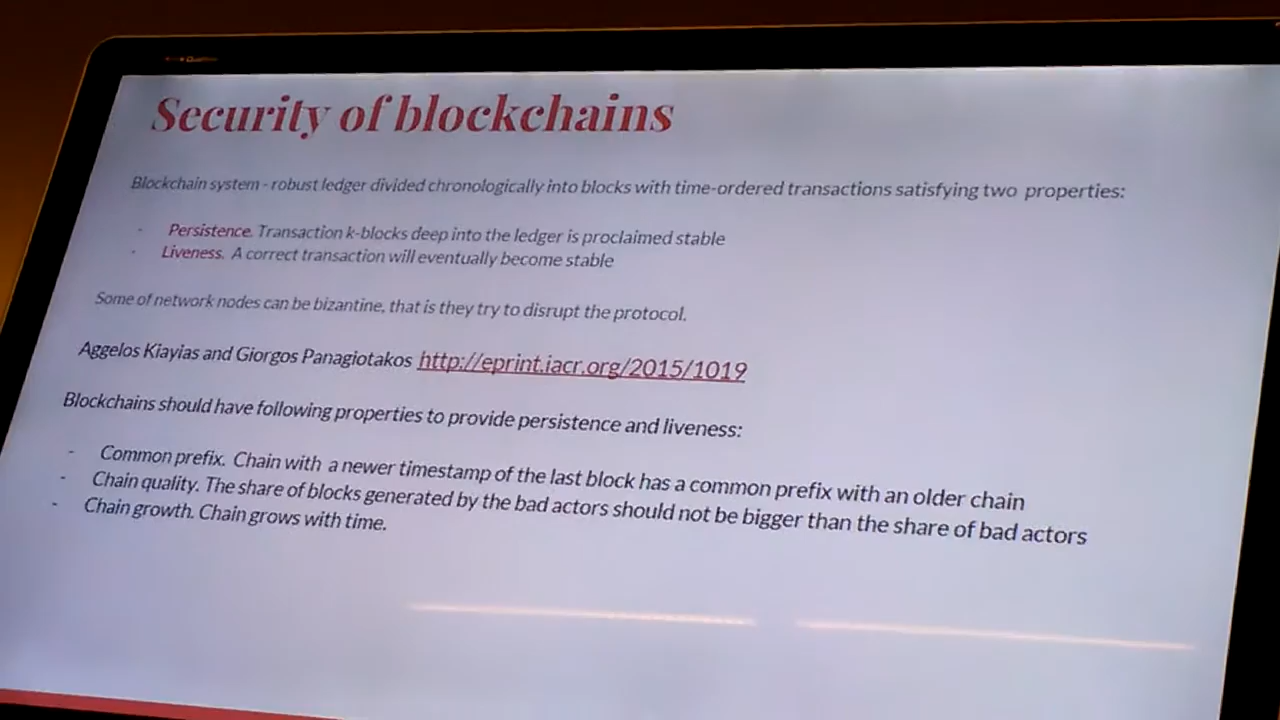 Security of blockchains
Blockchain system - robust ledger divided chronologically into blocks with time-ordered transactions satisfying two properties:
- Persistence. Transaction k-blocks deep into the ledger is proclaimed stable
- Liveness. A correct transaction will eventually become stable
Some of network nodes can be bizantine, that is they try to disrupt the protocol.
Aggelos Kiayias and Giorgos Panagiotakos http://eprint.iacr.org/2015/1019
Blockchains should have following properties to provide persistence and liveness:
- Common prefix. Chain with a newer timestamp of the last block has a common prefix with an older chain
- Chain quality. The share of blocks generated by the bad actors should not be bigger than the share of bad actors
- Chain growth. Chain grows with time.